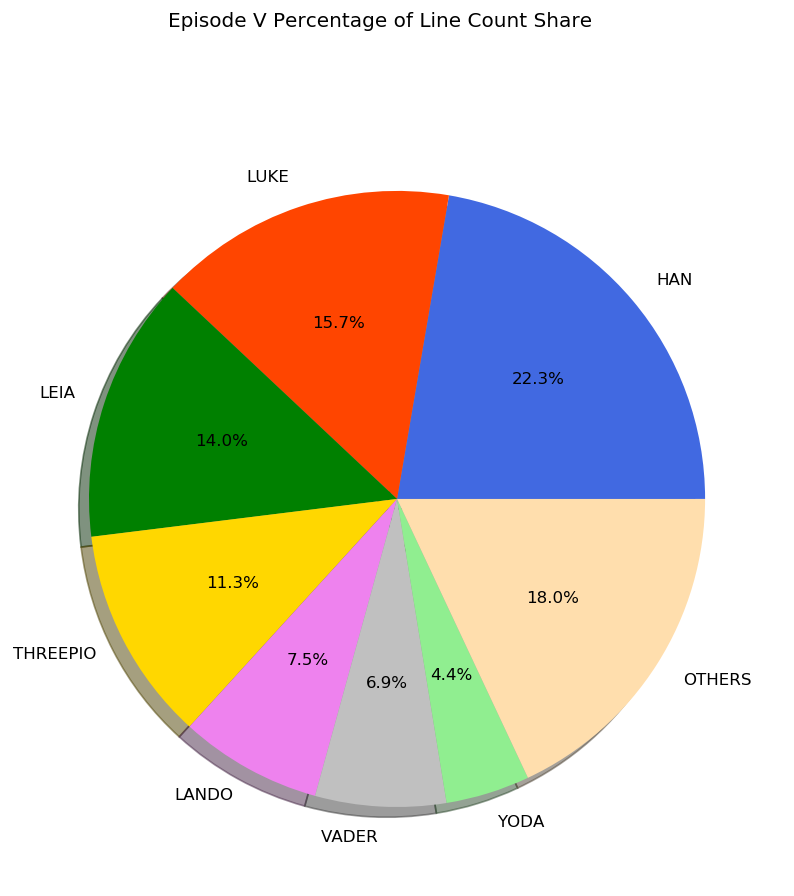 Episode V Percentage of Line Count Share
LUKE
HAN
15.7%
22.3%
LEIA
14.0%
11.3%
18.0%
THREEPIO
7.5%
6.9%
4.4%
OTHERS
LANDO
VADER
YODA